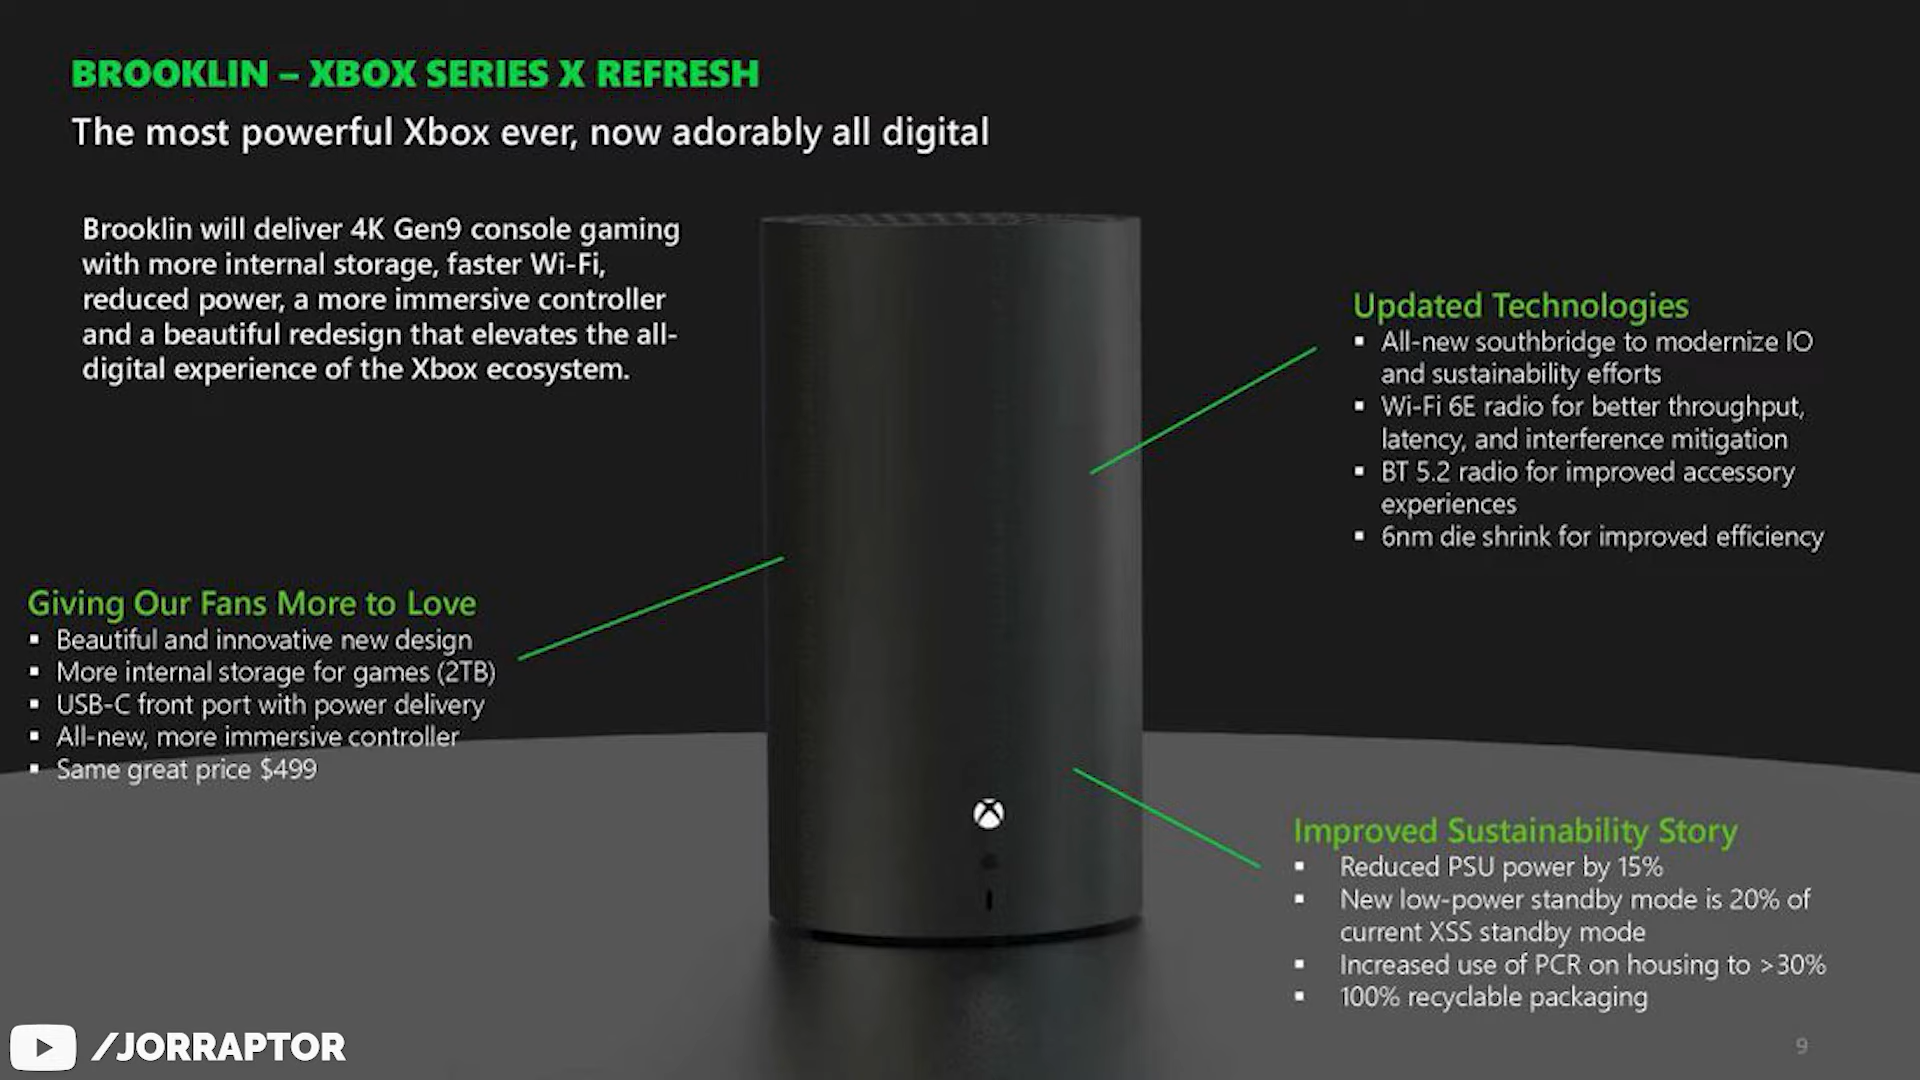 BROOKLIN – XBOX SERIES X REFRESH
The most powerful Xbox ever, now adorably all digital
Brooklin will deliver 4K Gen9 console gaming
with more internal storage, faster Wi-Fi,
reduced power, a more immersive controller
and a beautiful redesign that elevates the all-
digital experience of the Xbox ecosystem.
Giving Our Fans More to Love
▪ Beautiful and innovative new design
▪ More internal storage for games (2TB)
▪ USB-C front port with power delivery
▪ All-new, more immersive controller
▪ Same great price $499
Updated Technologies
▪ All-new southbridge to modernize IO
and sustainability efforts
▪ Wi-Fi 6E radio for better throughput,
latency, and interference mitigation
▪ BT 5.2 radio for improved accessory
experiences
▪ 6nm die shrink for improved efficiency
Improved Sustainability Story
▪ Reduced PSU power by 15%
▪ New low-power standby mode is 20% of
current XSS standby mode
▪ Increased use of PCR on housing to >30%
▪ 100% recyclable packaging
/JORRAPTOR
9